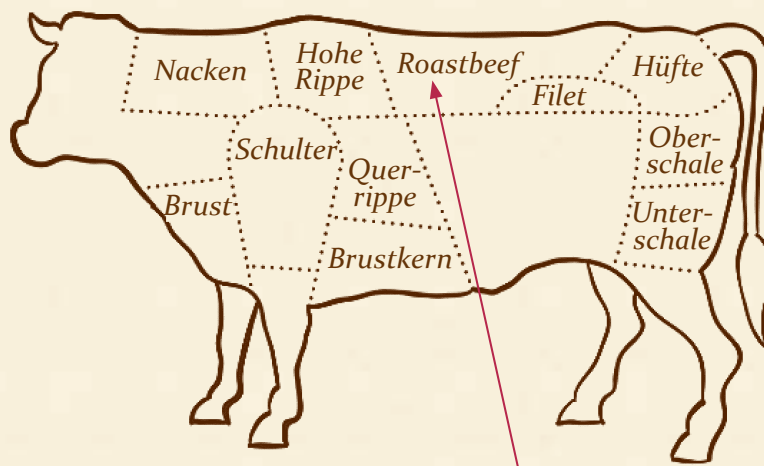 Nacken
Hohe
Rippe
Roastbeef
Filet
Hüfte
Schulter
Quer-
rippe
Ober-
schale
Brust
Unter-
schale
Brustkern